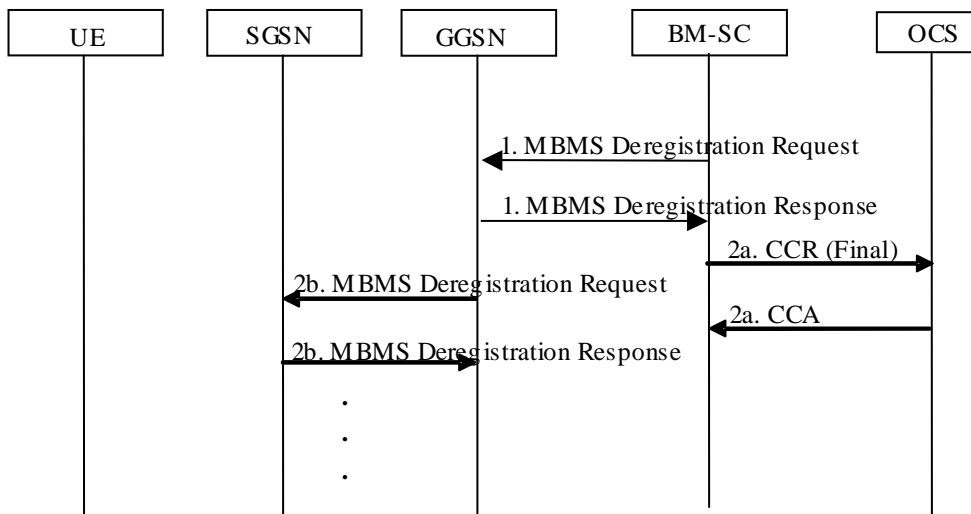 UE
SGSN
GGSN
BM-SC
OCS
1. MBMS Deregistration Request
1. MBMS Deregistration Response
2a. CCR (Final)
2b. MBMS Deregistration Request
2a. CCA
2b. MBMS Deregistration Response